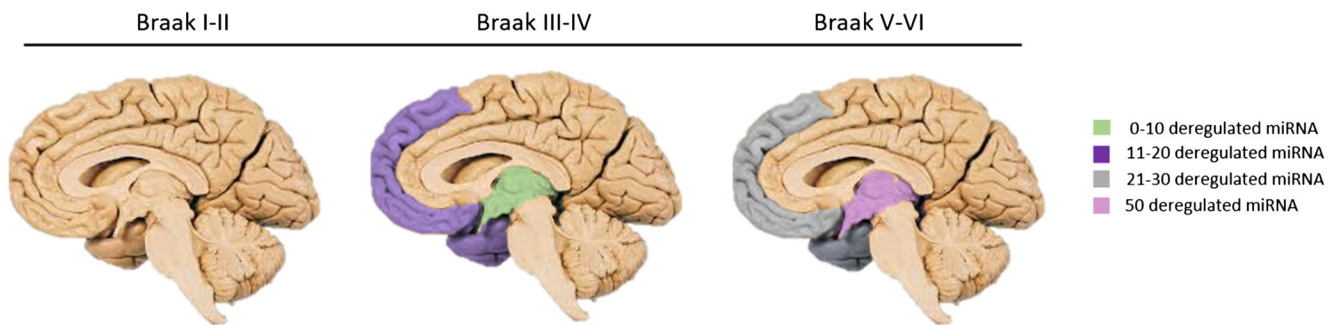 Braak I-II
Braak III-IV
Braak V-VI
0-10 deregulated miRNA
11-20 deregulated miRNA
21-30 deregulated miRNA
50 deregulated miRNA